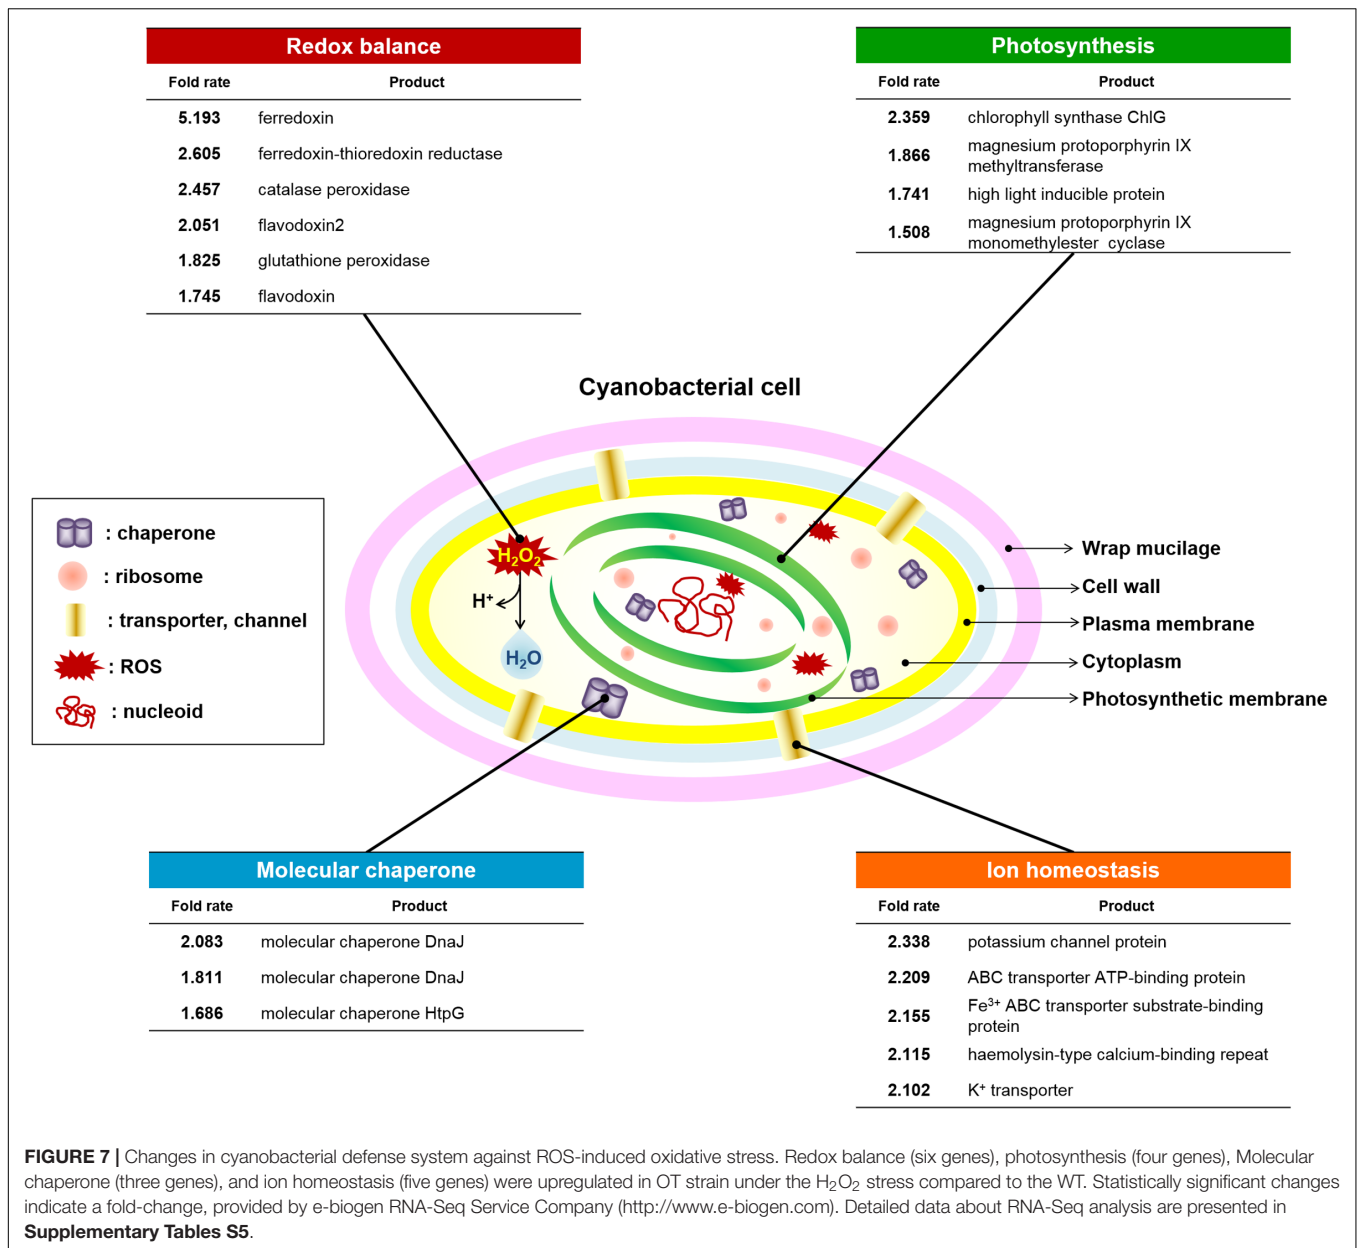 Redox balance
Fold rate Product
5.193 ferredoxin
2.605 ferredoxin-thioredoxin reductase
2.457 catalase peroxidase
2.051 flavodoxin2
1.825 glutathione peroxidase
1.745 flavodoxin
Photosynthesis
Fold rate Product
2.359 chlorophyll synthase ChlG
1.866 magnesium protoporphyrin IX
methyltransferase
1.741 high light inducible protein
1.508 magnesium protoporphyrin IX
monomethylester cyclase
Cyanobacterial cell
: chaperone
: ribosome
: transporter, channel
: ROS
: nucleoid
H₂O₂
H⁺
H₂O
Wrap mucilage
Cell wall
Plasma membrane
Cytoplasm
Photosynthetic membrane
Molecular chaperone
Fold rate Product
2.083 molecular chaperone DnaJ
1.811 molecular chaperone DnaJ
1.686 molecular chaperone HtpG
Ion homeostasis
Fold rate Product
2.338 potassium channel protein
2.209 ABC transporter ATP-binding protein
2.155 Fe³⁺ ABC transporter substrate-binding
protein
2.115 haemolysin-type calcium-binding repeat
2.102 K⁺ transporter
FIGURE 7 | Changes in cyanobacterial defense system against ROS-induced oxidative stress. Redox balance (six genes), photosynthesis (four genes), Molecular
chaperone (three genes), and ion homeostasis (five genes) were upregulated in OT strain under the H₂O₂ stress compared to the WT. Statistically significant changes
indicate a fold-change, provided by e-biogen RNA-Seq Service Company (http://www.e-biogen.com). Detailed data about RNA-Seq analysis are presented in
Supplementary Tables S5.